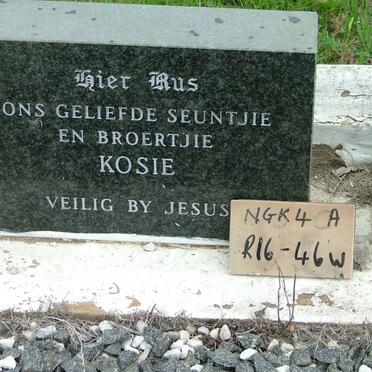 Hier Rus
ONS GELIEFDE SEUNTJIE
EN BROERTJIE
KOSIE
VEILIG BY JESUS
NGK4 A
R16-46W